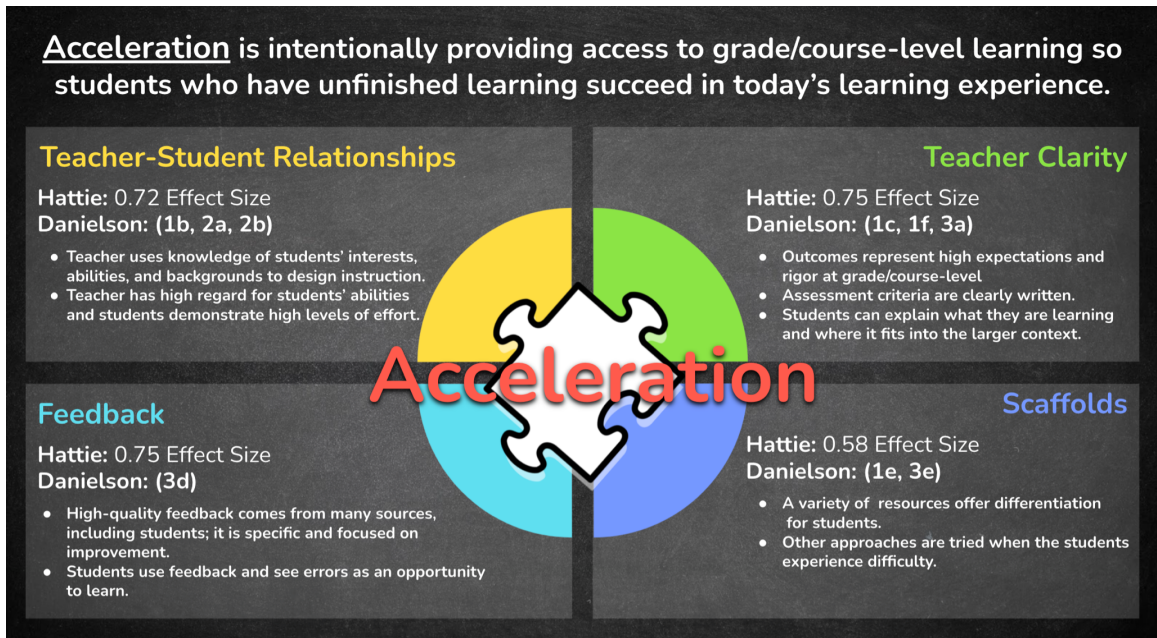 Acceleration is intentionally providing access to grade/course-level learning so
students who have unfinished learning succeed in today's learning experience.
Teacher-Student Relationships
Hattie: 0.72 Effect Size
Danielson: (1b, 2a, 2b)
● Teacher uses knowledge of students' interests,
abilities, and backgrounds to design instruction.
● Teacher has high regard for students' abilities
and students demonstrate high levels of effort.
Teacher Clarity
Hattie: 0.75 Effect Size
Danielson: (1c, 1f, 3a)
● Outcomes represent high expectations and
rigor at grade/course-level
● Assessment criteria are clearly written.
● Students can explain what they are learning
and where it fits into the larger context.
Acceleration
Feedback
Hattie: 0.75 Effect Size
Danielson: (3d)
● High-quality feedback comes from many sources,
including students; it is specific and focused on
improvement.
● Students use feedback and see errors as an opportunity
to learn.
Scaffolds
Hattie: 0.58 Effect Size
Danielson: (1e, 3e)
● A variety of resources offer differentiation
for students.
● Other approaches are tried when the students
experience difficulty.